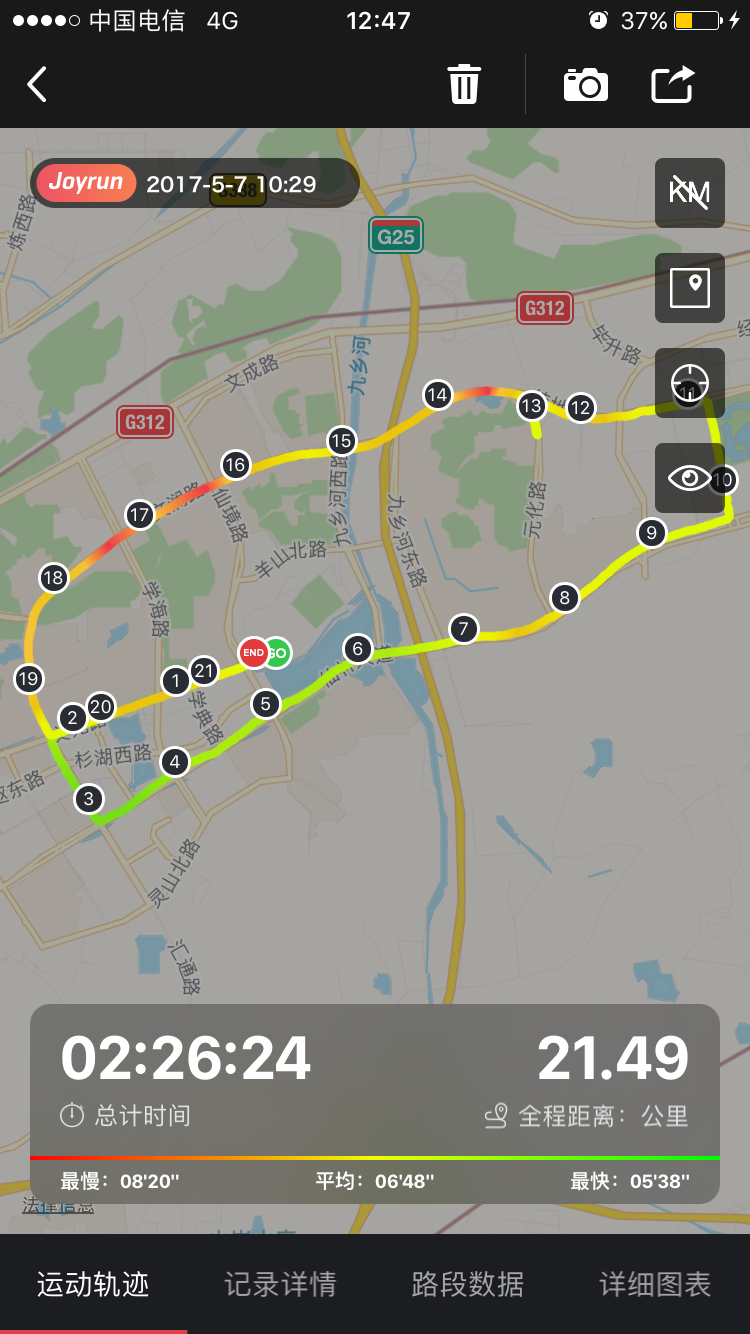 中国电信 4G 12:47 37%
Joyrun 2017-5-7 10:29
KM
G25
G312
毕升路
炼西路
九乡河
文成路
G312
14
13
12
11
15
16
10
九乡河西路
17
仙境路
元化路
九乡河东路
9
羊山北路
18
学海路
8
7
END
GO
6
19
1
21
5
2
20
学典路
杉湖西路
4
3
灵山北路
汇通路
02:26:24
21.49
总计时间
全程距离：公里
最慢：08'20"
平均：06'48"
最快：05'38"
法律信息
运动轨迹
记录详情
路段数据
详细图表